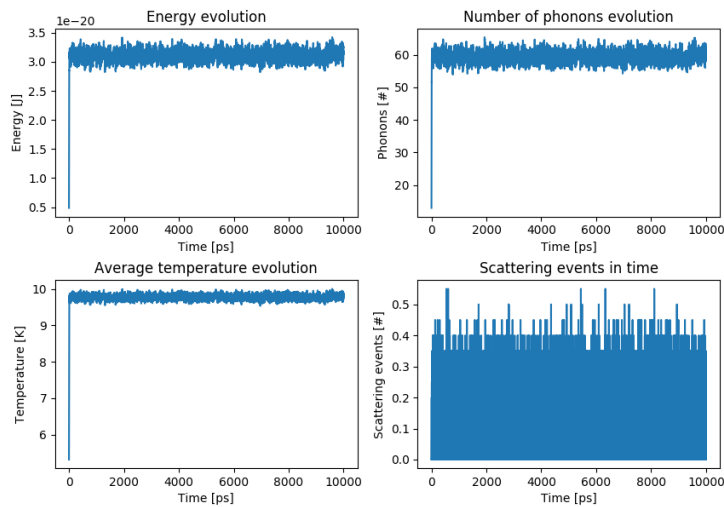 Energy evolution
1e−20
3.5
3.0
2.5
2.0
1.5
1.0
0.5
Energy [J]
0 2000 4000 6000 8000 10000
Time [ps]
Number of phonons evolution
60
50
40
30
20
Phonons [#]
0 2000 4000 6000 8000 10000
Time [ps]
Average temperature evolution
10
9
8
7
6
Temperature [K]
0 2000 4000 6000 8000 10000
Time [ps]
Scattering events in time
0.5
0.4
0.3
0.2
0.1
0.0
Scattering events [#]
0 2000 4000 6000 8000 10000
Time [ps]